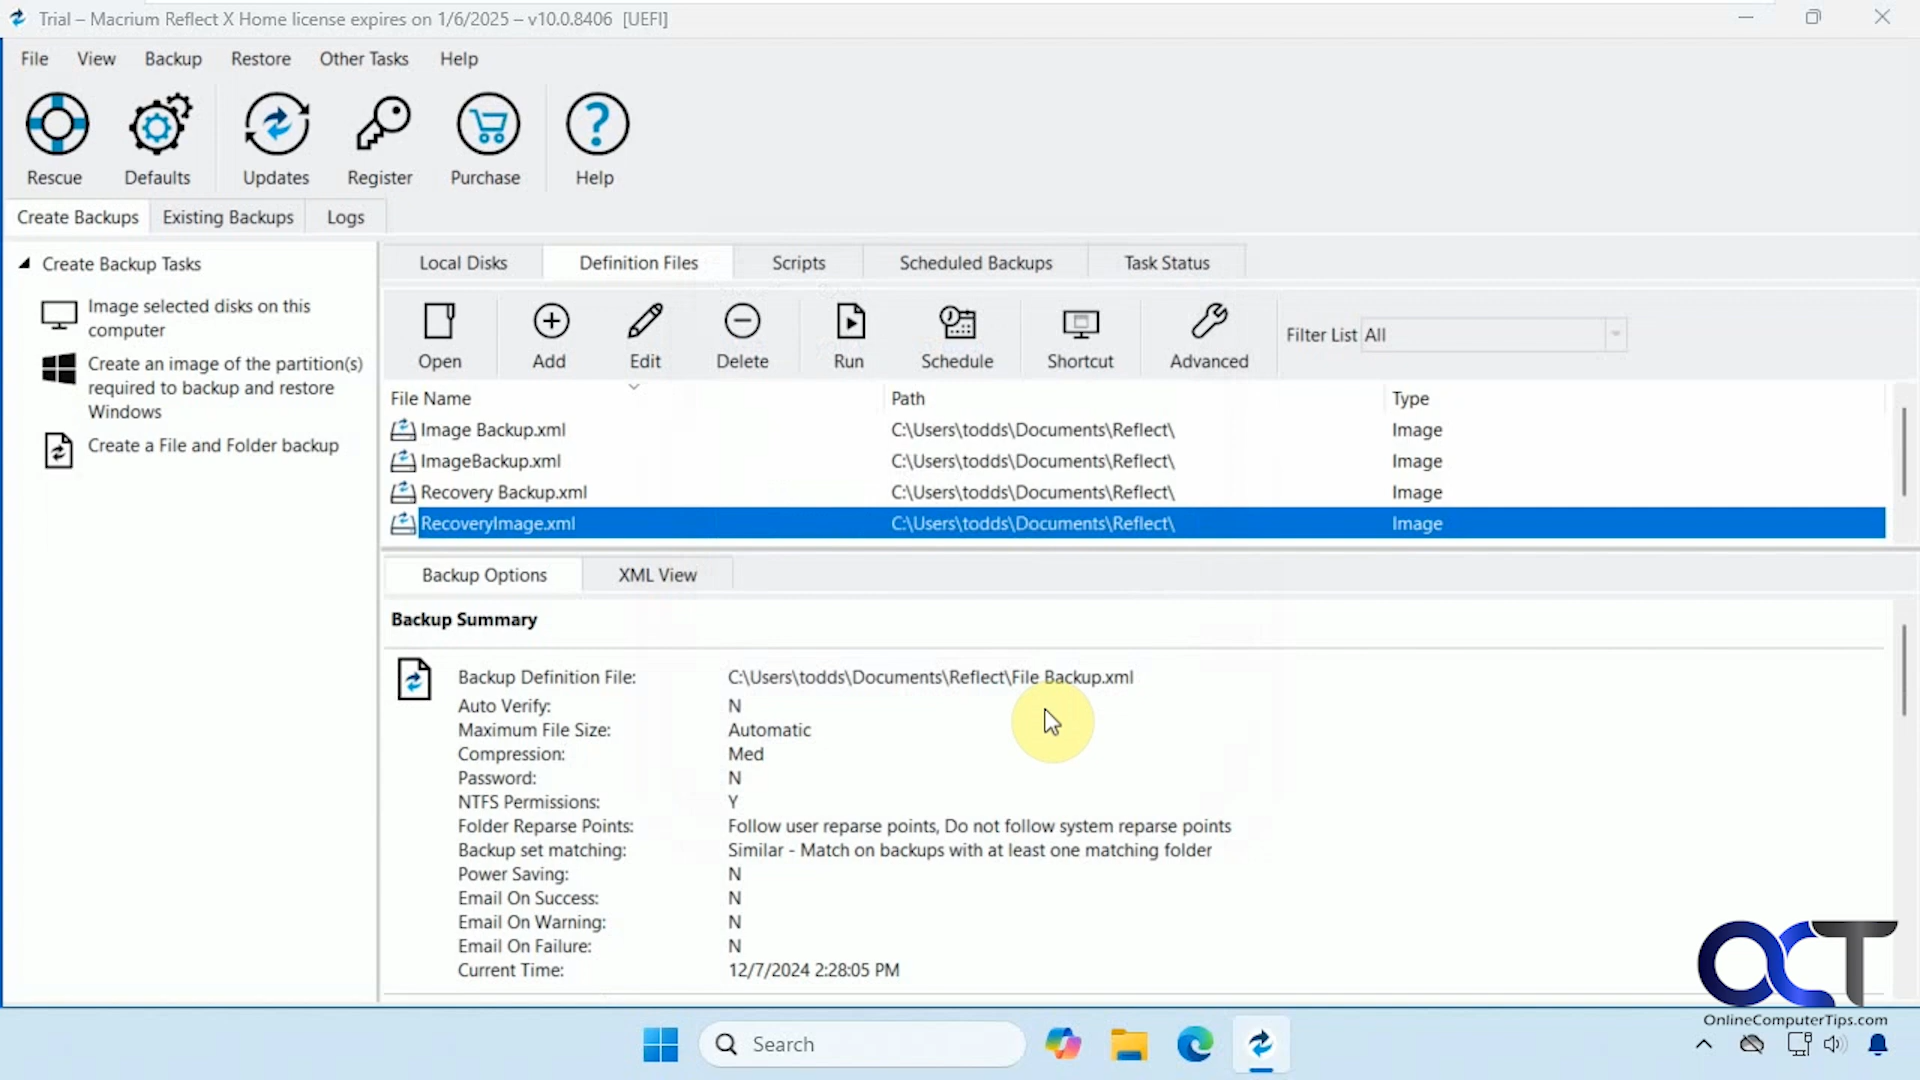 Trial – Macrium Reflect X Home license expires on 1/6/2025 – v10.0.8406 [UEFI]
File View Backup Restore Other Tasks Help
Rescue Defaults Updates Register Purchase Help
Create Backups Existing Backups Logs
Create Backup Tasks
Image selected disks on this
computer
Create an image of the partition(s)
required to backup and restore
Windows
Create a File and Folder backup
Local Disks Definition Files Scripts Scheduled Backups Task Status
Open Add Edit Delete Run Schedule Shortcut Advanced Filter List All
File Name Path Type
Image Backup.xml C:\Users\todds\Documents\Reflect\ Image
ImageBackup.xml C:\Users\todds\Documents\Reflect\ Image
Recovery Backup.xml C:\Users\todds\Documents\Reflect\ Image
RecoveryImage.xml C:\Users\todds\Documents\Reflect\ Image
Backup Options XML View
Backup Summary
Backup Definition File: C:\Users\todds\Documents\Reflect\File Backup.xml
Auto Verify: N
Maximum File Size: Automatic
Compression: Med
Password: N
NTFS Permissions: Y
Folder Reparse Points: Follow user reparse points, Do not follow system reparse points
Backup set matching: Similar - Match on backups with at least one matching folder
Power Saving: N
Email On Success: N
Email On Warning: N
Email On Failure: N
Current Time: 12/7/2024 2:28:05 PM
OCT
OnlineComputerTips.com
Search